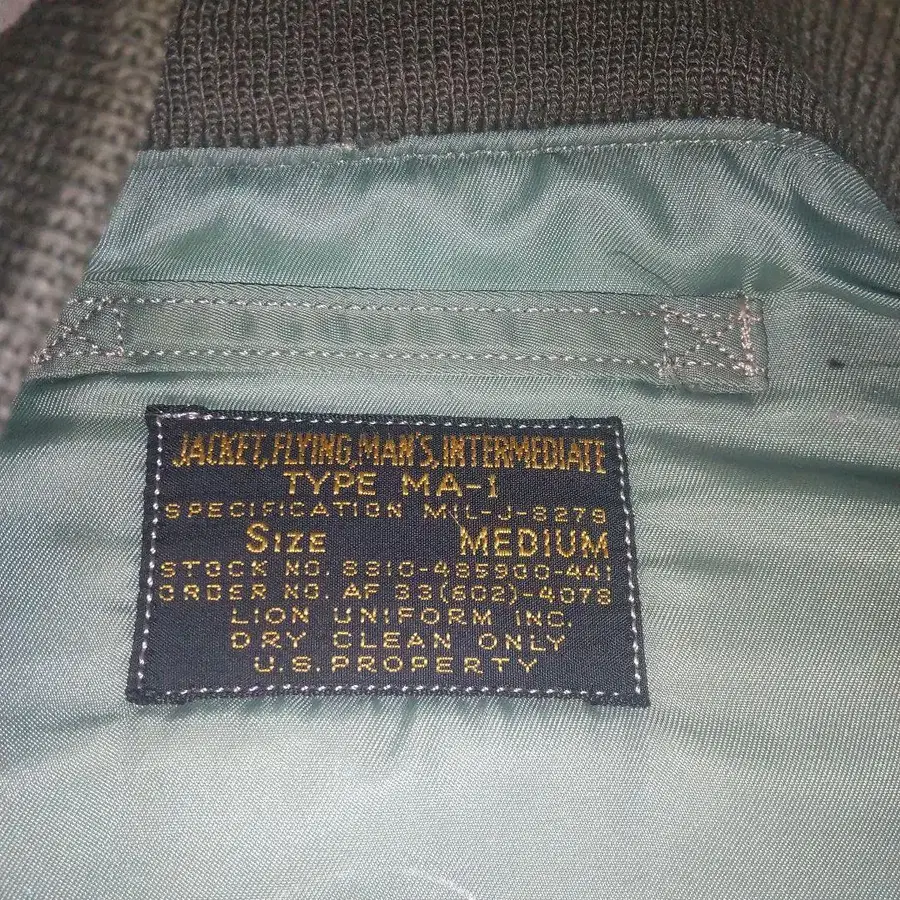 JACKET, FLYING, MAN'S, INTERMEDIATE
TYPE MA-1
SPECIFICATION MIL-J-8279
SIZE MEDIUM
STOCK NO. 8310-485900-441
ORDER NO. AF 33(602)-4078
LION UNIFORM INC.
DRY CLEAN ONLY
U.S. PROPERTY